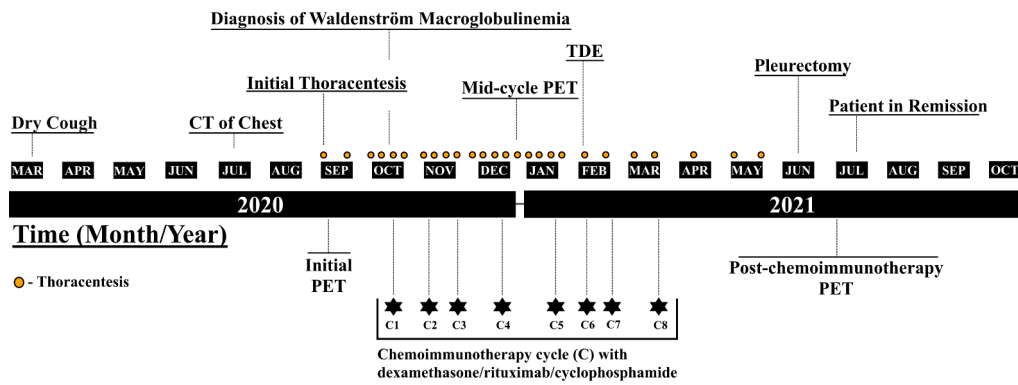 Diagnosis of Waldenström Macroglobulinemia
TDE
Pleurectomy
Initial Thoracentesis
Mid-cycle PET
Patient in Remission
Dry Cough
CT of Chest
MAR APR MAY JUN JUL AUG SEP OCT NOV DEC JAN FEB MAR APR MAY JUN JUL AUG SEP OCT
2020 2021
Time (Month/Year)
Initial
PET
Post-chemoimmunotherapy
PET
- Thoracentesis
C1 C2 C3 C4 C5 C6 C7 C8
Chemoimmunotherapy cycle (C) with
dexamethasone/rituximab/cyclophosphamide